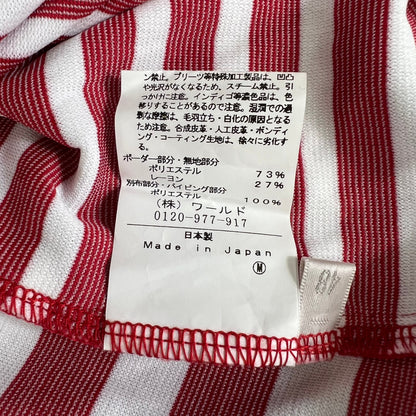 ン禁止。プリーツ等特殊加工製品は、凹凸
や光沢がなくなるため、スチーム禁止。引
っかけに注意。インディゴ等濃色品は、色
移りすることがあるので注意。湿潤での過
剰な摩擦は、毛羽立ち・白化の原因となる
ため注意。合成皮革・人工皮革・ボンディ
ング・コーティング生地は、徐々に劣化す
る。
ボーダー部分・無地部分
ポリエステル 73%
レーヨン 27%
別布部分・パイピング部分
ポリエステル 100%
(株) ワールド
0120-977-917
日本製
Made in Japan
M